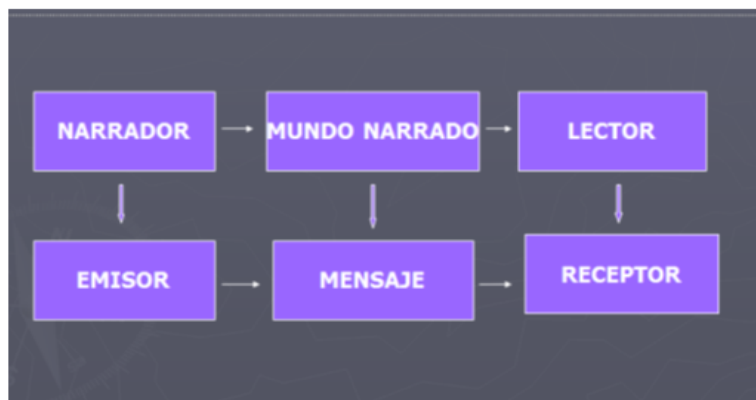 NARRADOR
MUNDO NARRADO
LECTOR
EMISOR
MENSAJE
RECEPTOR